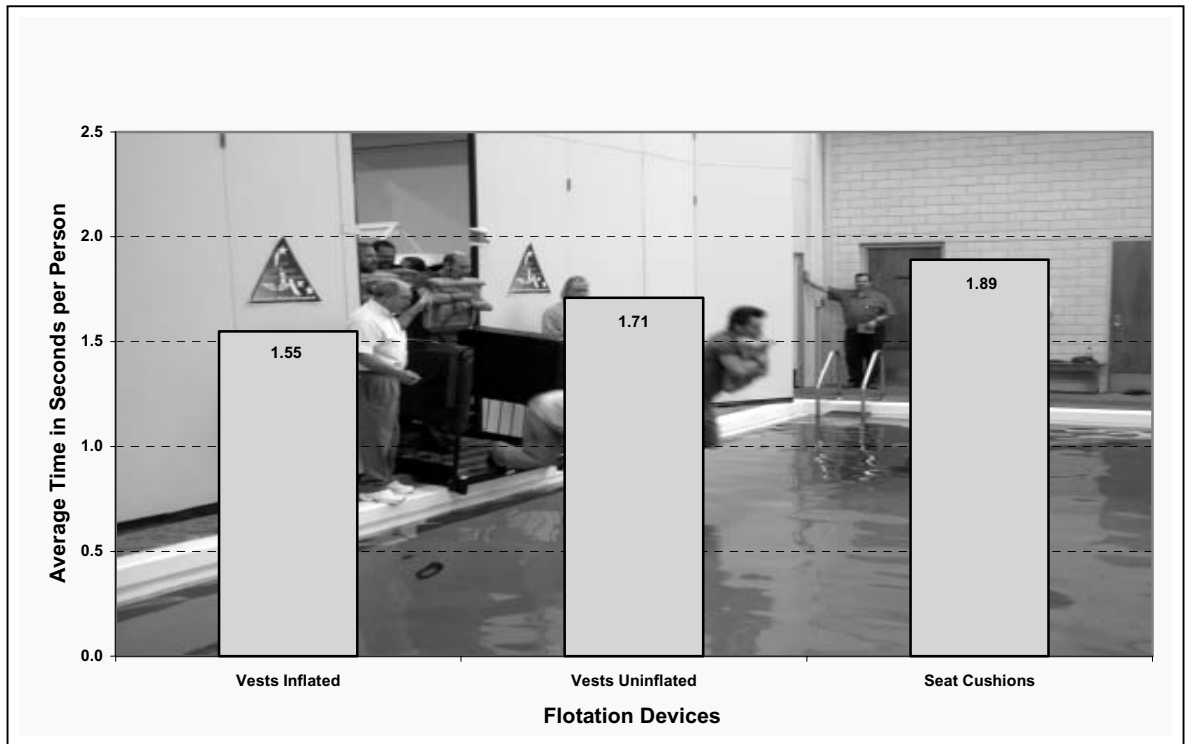 2.5
2.0
1.5
1.0
0.5
0.0
Average Time in Seconds per Person
1.55
1.71
1.89
Vests Inflated
Vests Uninflated
Seat Cushions
Flotation Devices